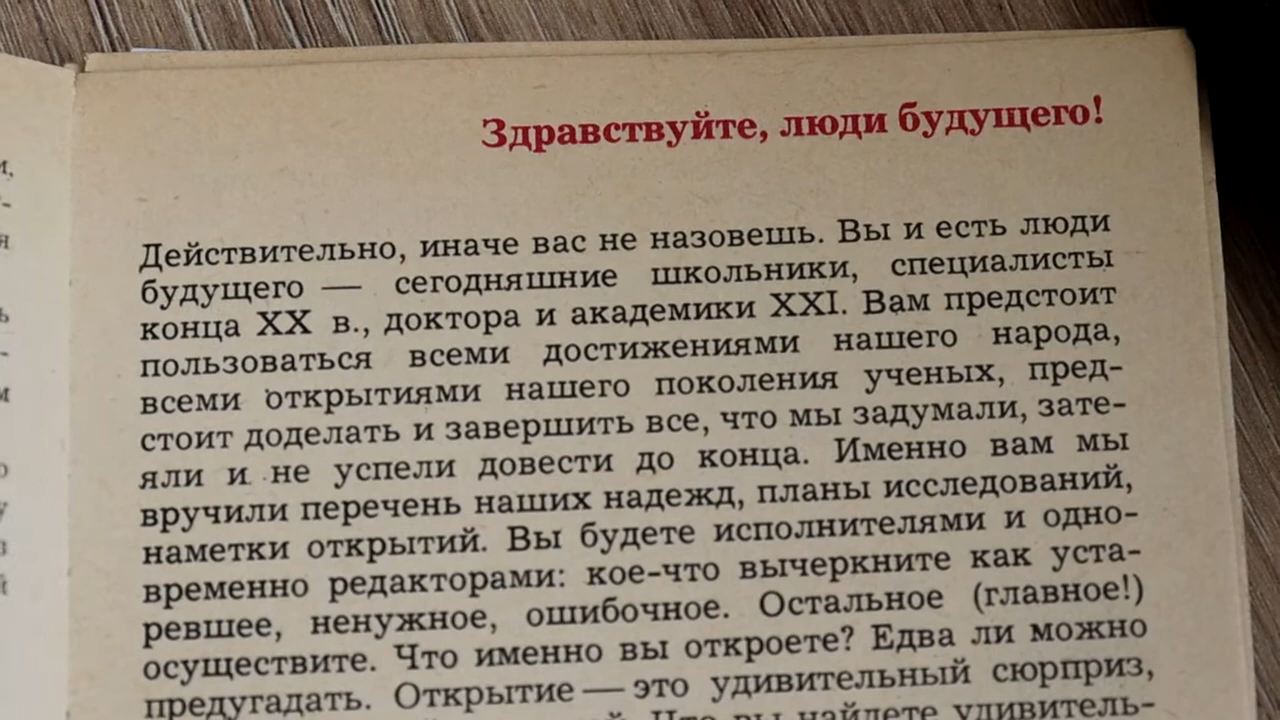 Здравствуйте, люди будущего!
Действительно, иначе вас не назовешь. Вы и есть люди
будущего — сегодняшние школьники, специалисты
конца XX в., доктора и академики XXI. Вам предстоит
пользоваться всеми достижениями нашего народа,
всеми открытиями нашего поколения ученых, пред-
стоит доделать и завершить все, что мы задумали, зате-
яли и не успели довести до конца. Именно вам мы
вручили перечень наших надежд, планы исследований,
наметки открытий. Вы будете исполнителями и одно-
временно редакторами: кое-что вычеркните как уста-
ревшее, ненужное, ошибочное. Остальное (главное!)
осуществите. Что именно вы откроете? Едва ли можно
предугадать. Открытие — это удивительный сюрприз,
Что вы найдете удивитель-